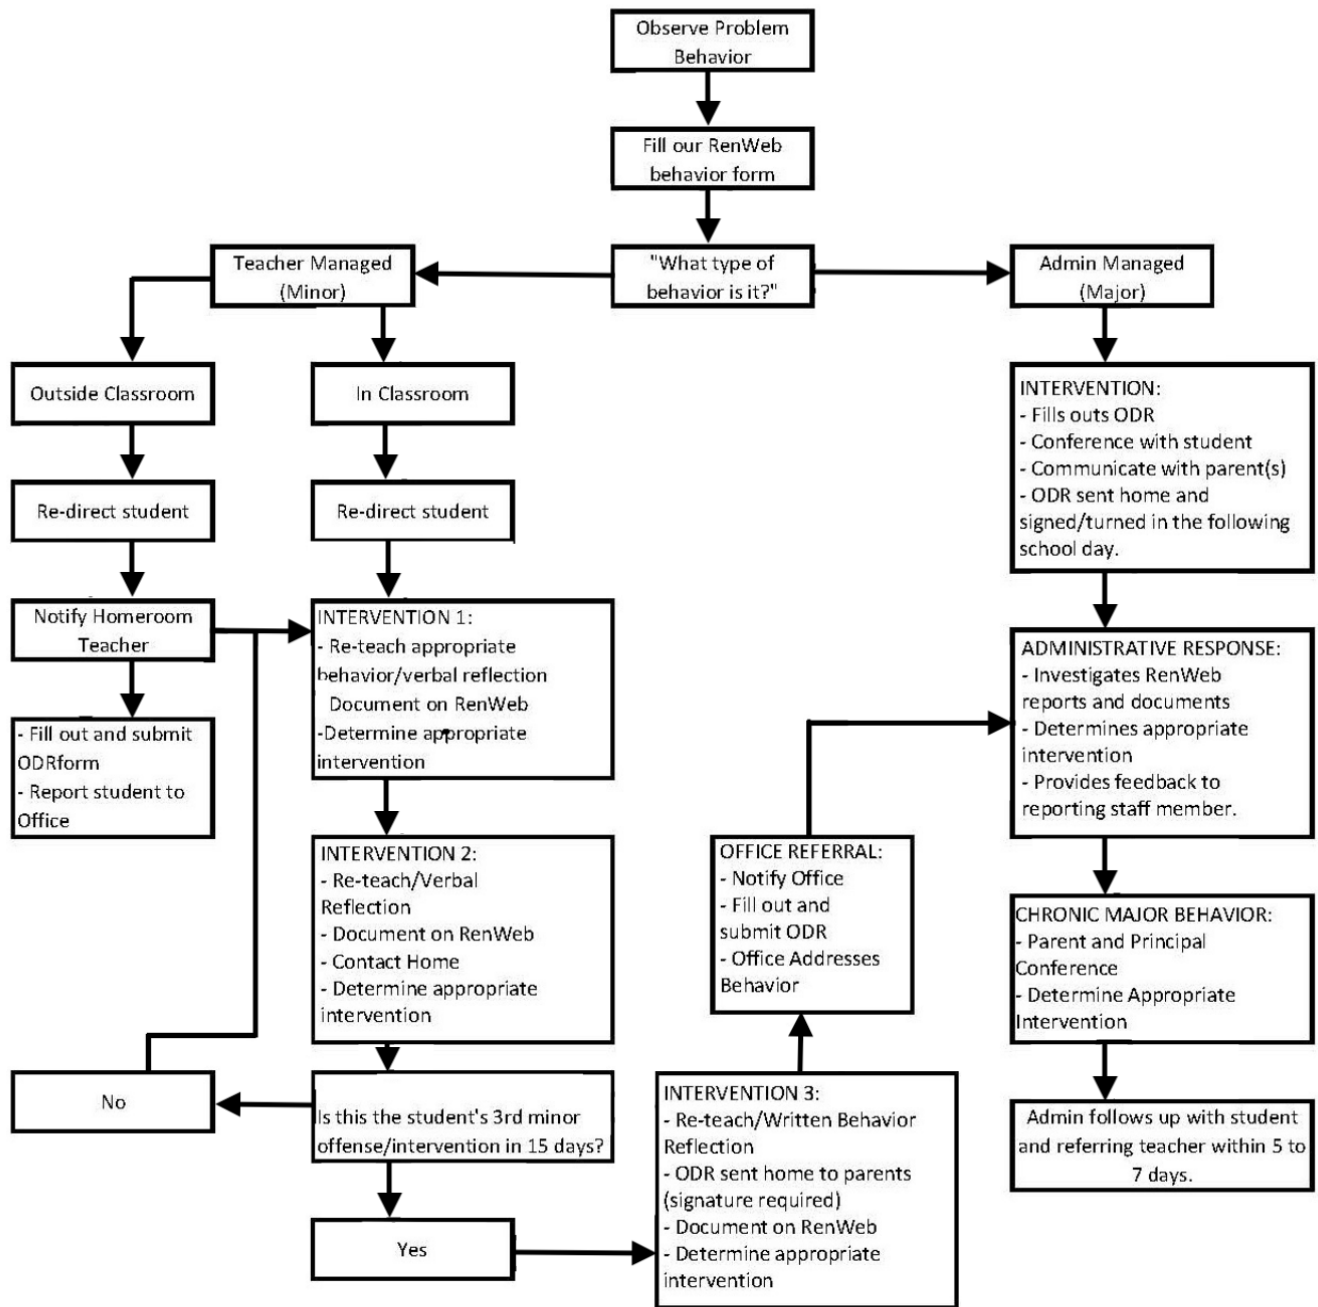 Observe Problem
Behavior
Fill our RenWeb
behavior form
Teacher Managed
(Minor)
"What type of
behavior is it?"
Admin Managed
(Major)
Outside Classroom
In Classroom
INTERVENTION:
- Fills outs ODR
- Conference with student
- Communicate with parent(s)
- ODR sent home and
signed/turned in the following
school day.
Re-direct student
Re-direct student
Notify Homeroom
Teacher
INTERVENTION 1:
- Re-teach appropriate
behavior/verbal reflection
Document on RenWeb
-Determine appropriate
intervention
ADMINISTRATIVE RESPONSE:
- Investigates RenWeb
reports and documents
- Determines appropriate
intervention
- Provides feedback to
reporting staff member.
- Fill out and submit
ODRform
- Report student to
Office
INTERVENTION 2:
- Re-teach/Verbal
Reflection
- Document on RenWeb
- Contact Home
- Determine appropriate
intervention
OFFICE REFERRAL:
- Notify Office
- Fill out and
submit ODR
- Office Addresses
Behavior
CHRONIC MAJOR BEHAVIOR:
- Parent and Principal
Conference
- Determine Appropriate
Intervention
No
Is this the student's 3rd minor
offense/intervention in 15 days?
INTERVENTION 3:
- Re-teach/Written Behavior
Reflection
- ODR sent home to parents
(signature required)
- Document on RenWeb
- Determine appropriate
intervention
Admin follows up with student
and referring teacher within 5 to
7 days.
Yes